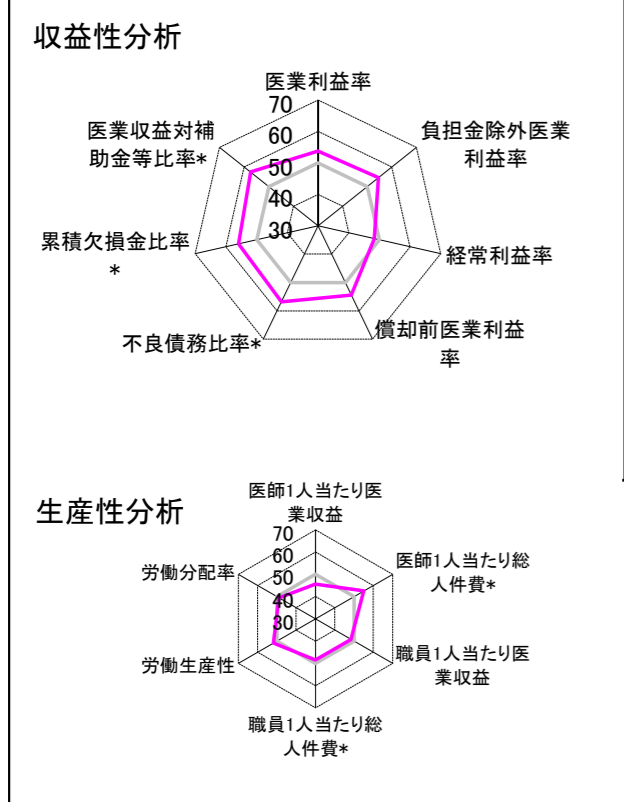 収益性分析
医業利益率
70
60
50
40
30
負担金除外医業
利益率
経常利益率
償却前医業利益
率
不良債務比率*
累積欠損金比率
*
医業収益対補
助金等比率*
生産性分析
医師1人当たり医
業収益
70
60
50
40
30
医師1人当たり総
人件費*
職員1人当たり医
業収益
職員1人当たり総
人件費*
労働生産性
労働分配率